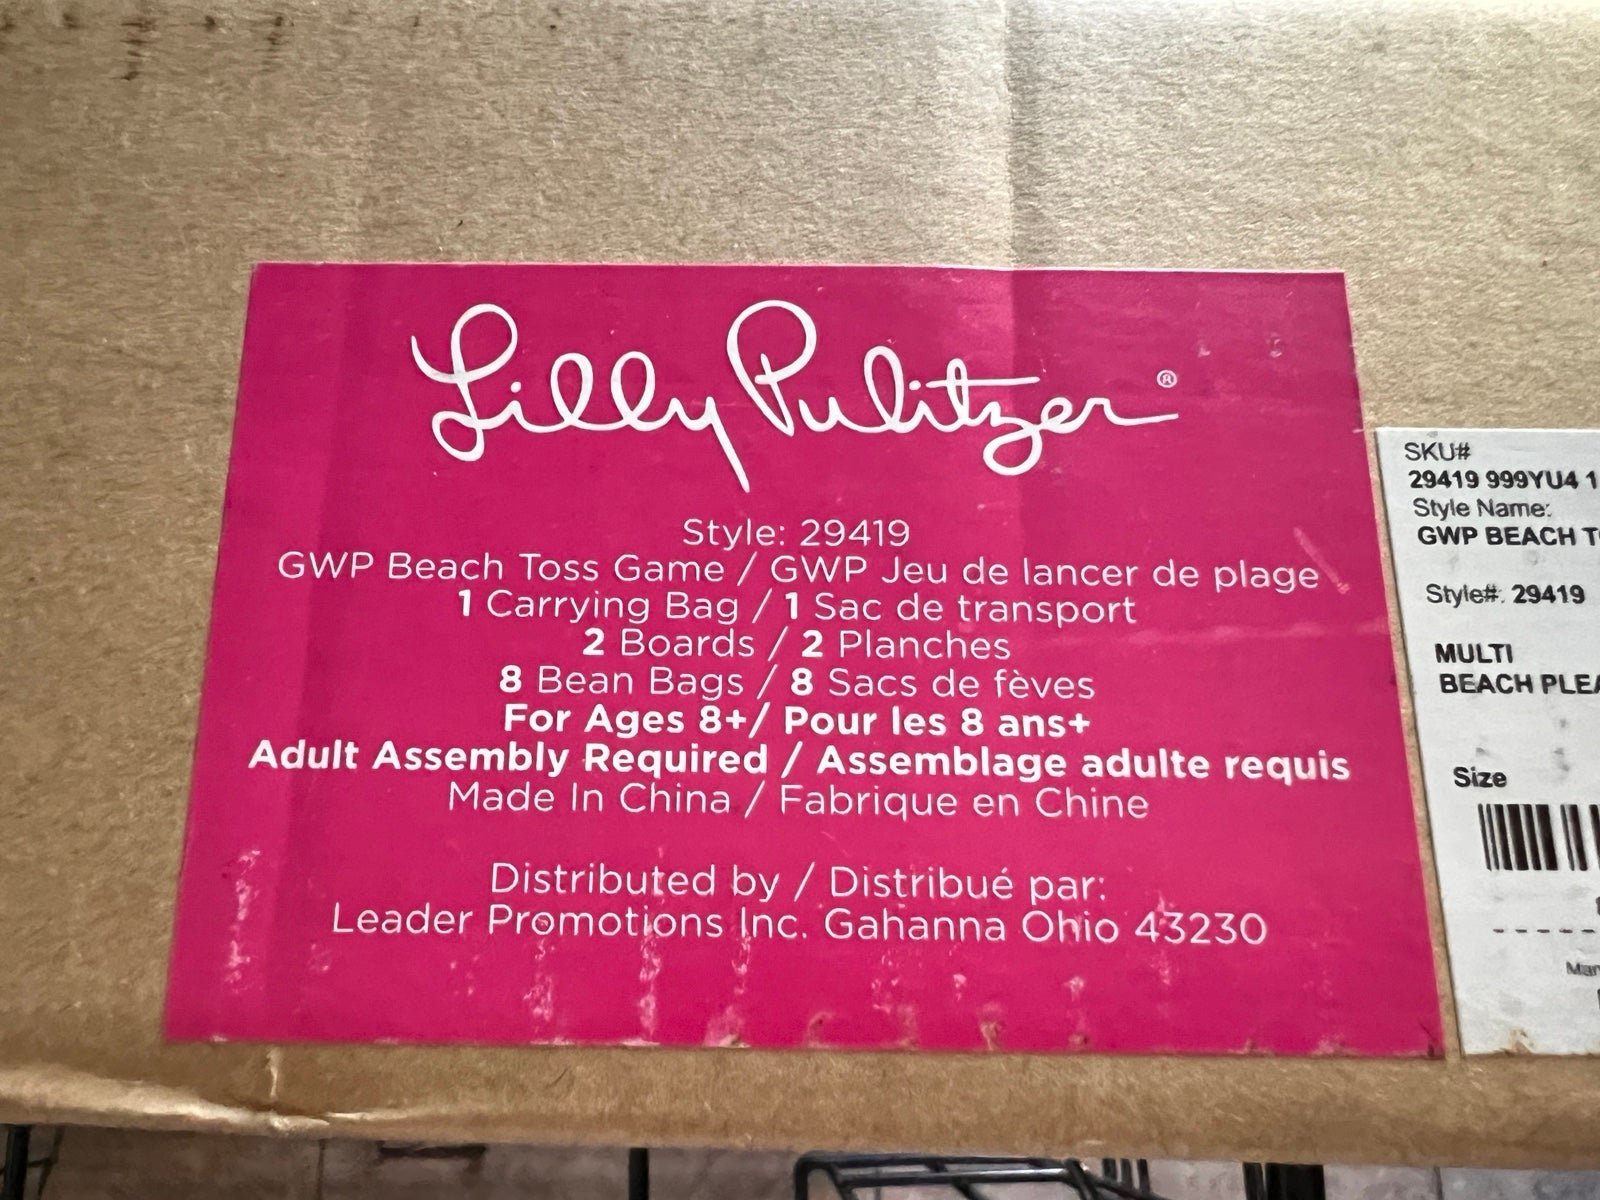 Lilly Pulitzer®
Style: 29419
GWP Beach Toss Game / GWP Jeu de lancer de plage
1 Carrying Bag / 1 Sac de transport
2 Boards / 2 Planches
8 Bean Bags / 8 Sacs de fèves
For Ages 8+/ Pour les 8 ans+
Adult Assembly Required / Assemblage adulte requis
Made In China / Fabrique en Chine
Distributed by / Distribué par:
Leader Promotions Inc. Gahanna Ohio 43230
SKU#
29419 999YU4 1
Style Name:
GWP BEACH
Style#: 29419
MULTI
BEACH
Size